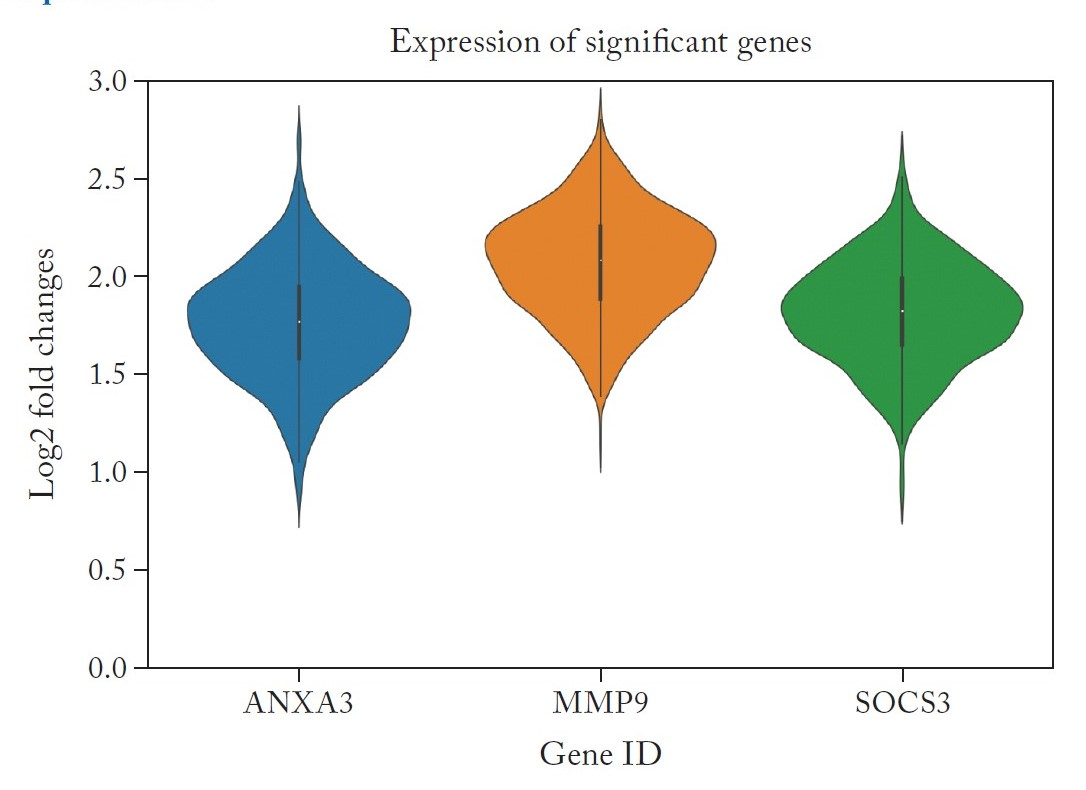 Expression of significant genes
3.0
2.5
2.0
1.5
1.0
0.5
0.0
Log2 fold changes
ANXA3 MMP9 SOCS3
Gene ID